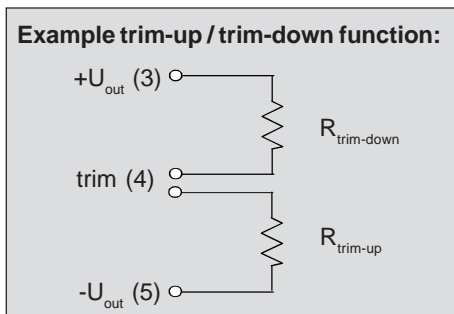 Example trim-up / trim-down function:
+Uout (3)
Rtrim-down
trim (4)
Rtrim-up
-Uout (5)